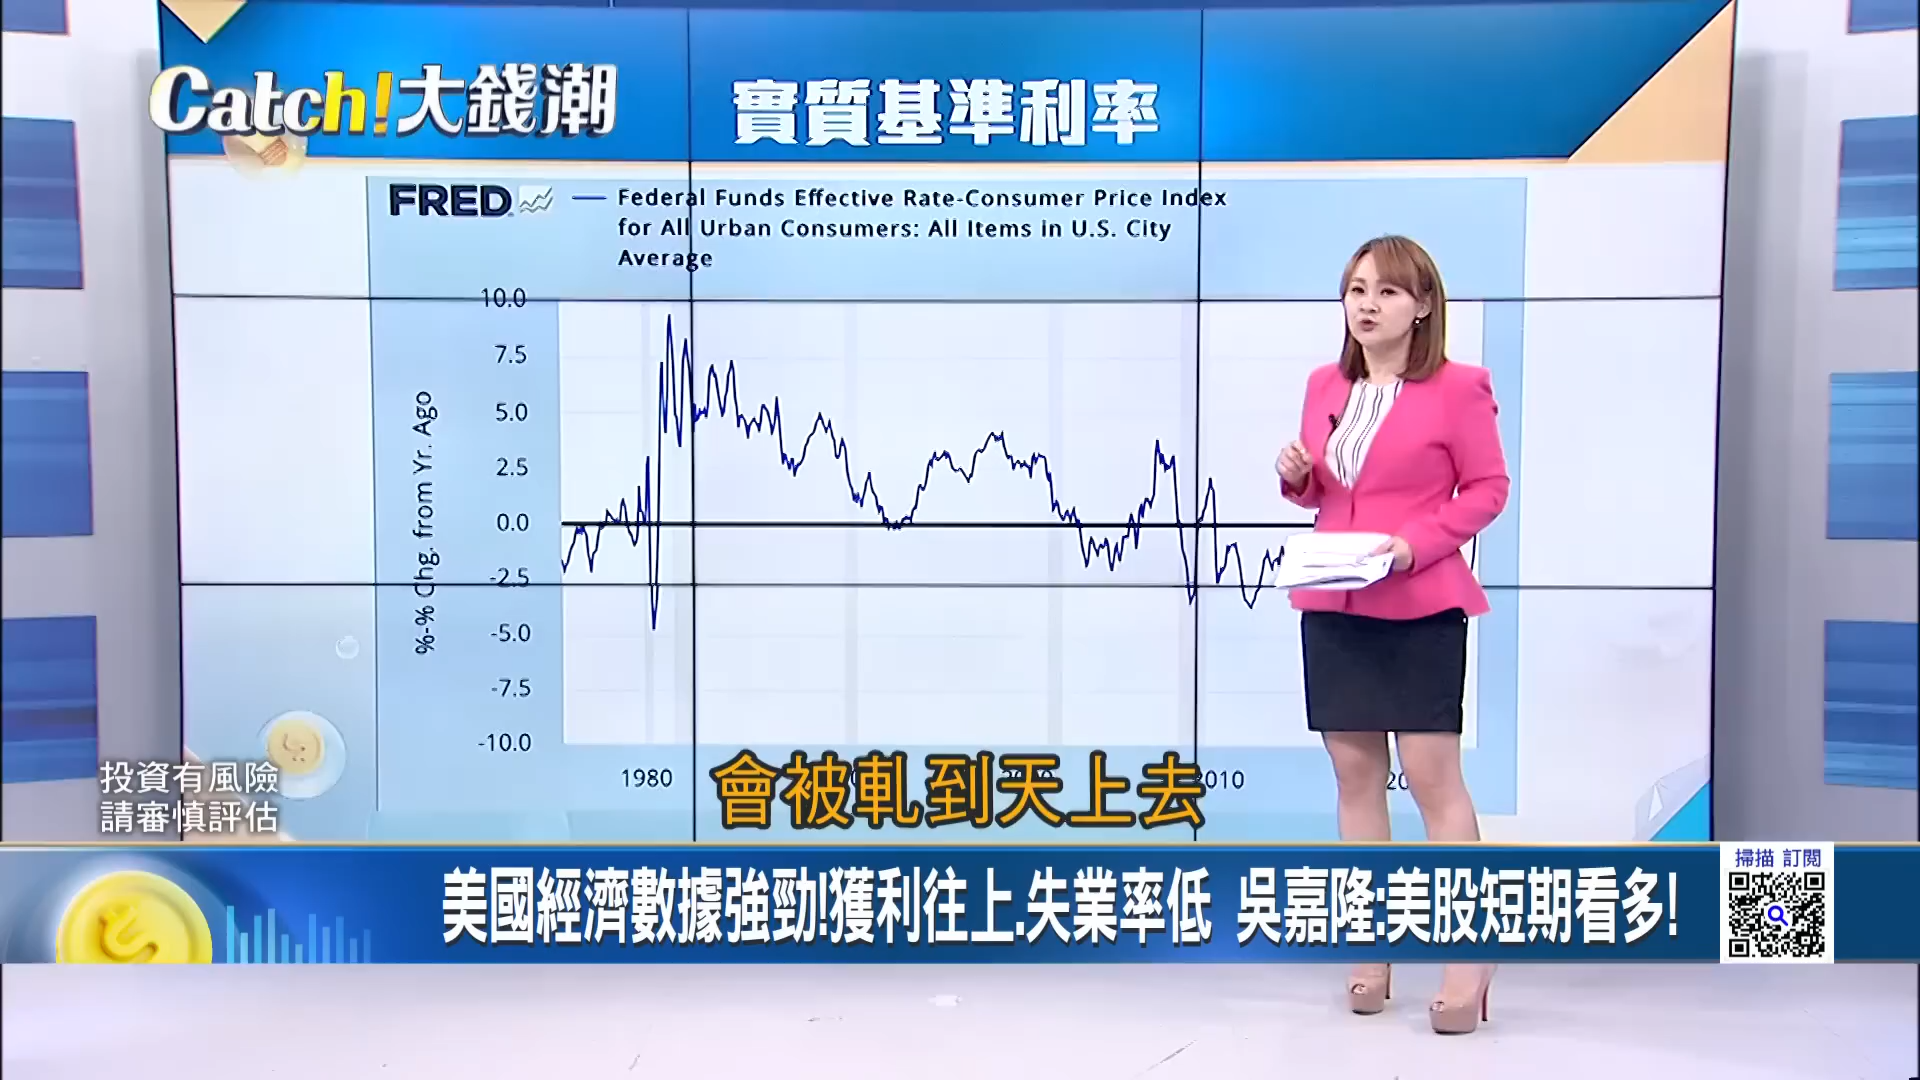 Catch!大錢潮
實質基準利率
FRED
Federal Funds Effective Rate-Consumer Price Index
for All Urban Consumers: All Items in U.S. City
Average
%-% Chg. from Yr. Ago
10.0
7.5
5.0
2.5
0.0
-2.5
-5.0
-7.5
-10.0
1980
2010
會被軋到天上去
投資有風險
請審慎評估
掃描 訂閱
美國經濟數據強勁!獲利往上.失業率低 吳嘉隆:美股短期看多!